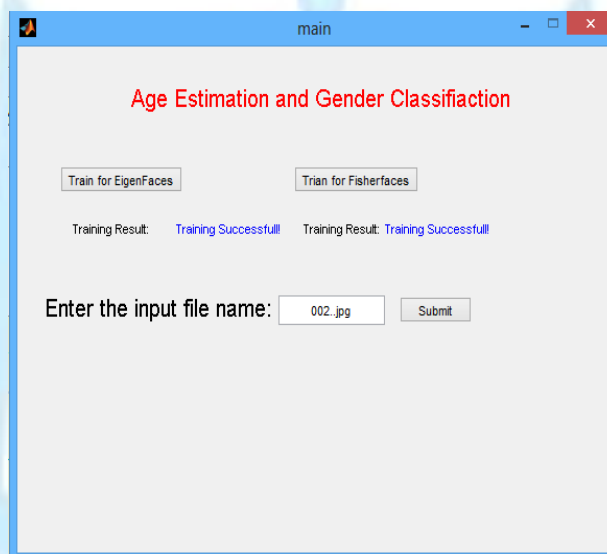 main
Age Estimation and Gender Classifiaction
Train for EigenFaces Trian for Fisherfaces
Training Result: Training Successfull! Training Result: Training Successfull!
Enter the input file name: 002..jpg Submit